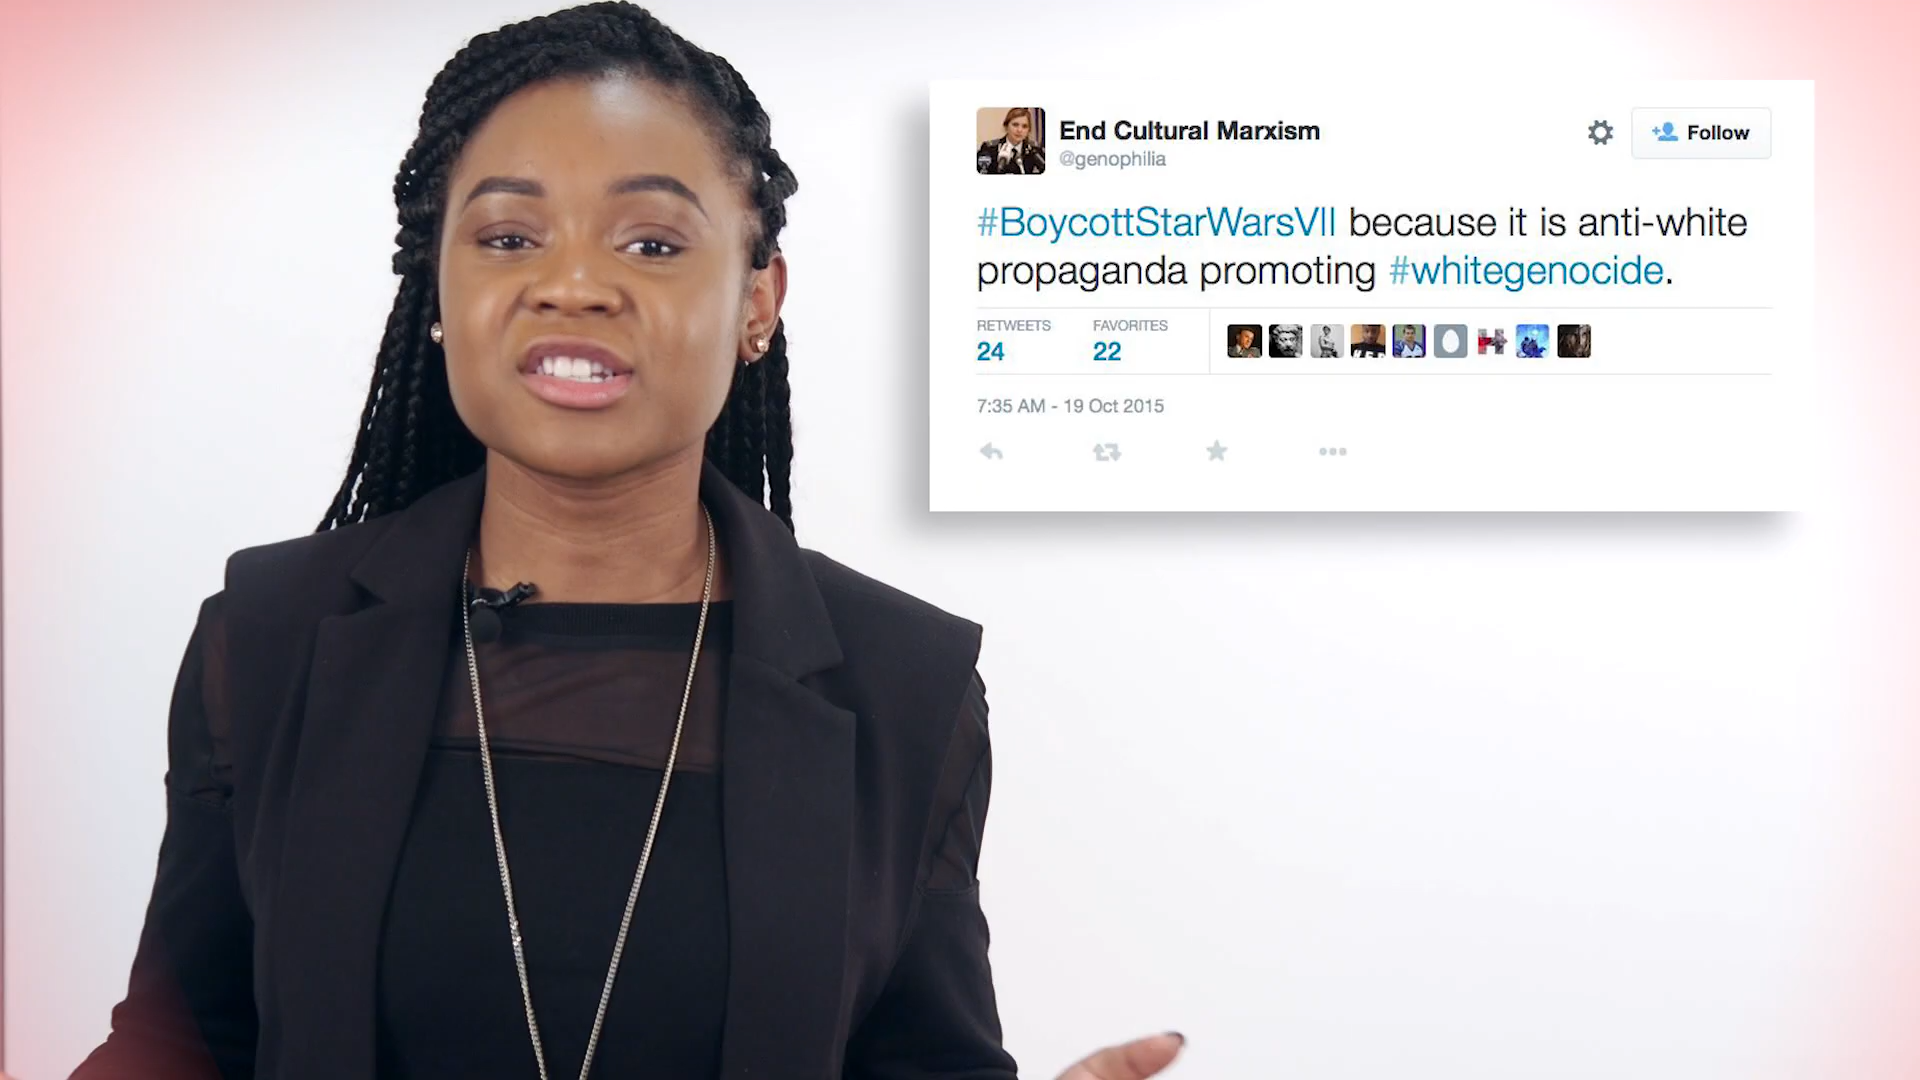 End Cultural Marxism
@genophilia
Follow
#BoycottStarWarsVII because it is anti-white
propaganda promoting #whitegenocide.
RETWEETS FAVORITES
24 22
7:35 AM - 19 Oct 2015